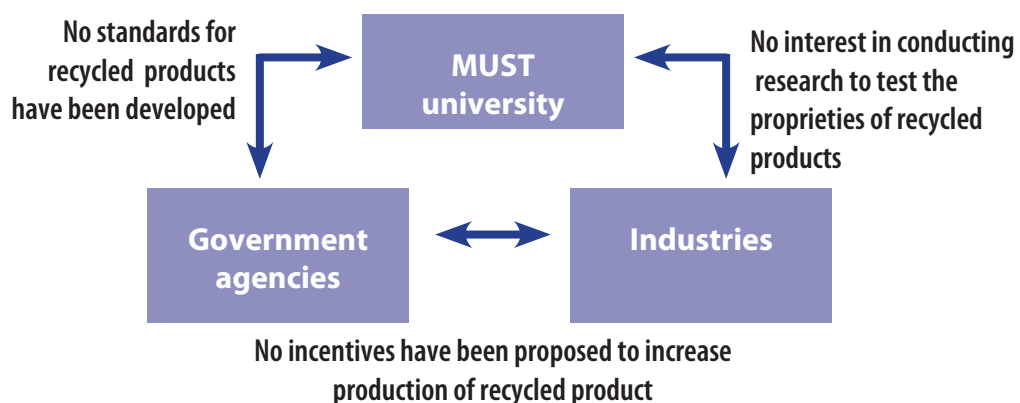 No standards for
recycled products
have been developed
MUST
university
No interest in conducting
research to test the
proprieties of recycled
products
Government
agencies
Industries
No incentives have been proposed to increase
production of recycled product